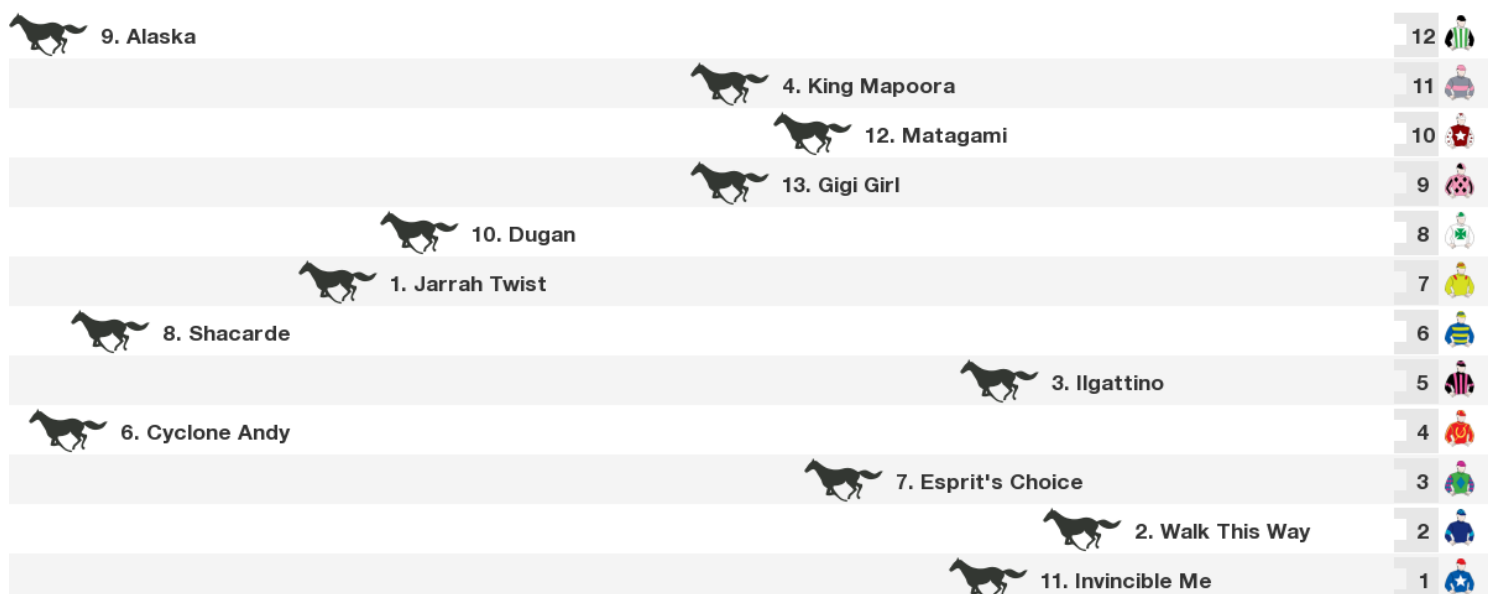 9. Alaska 12
4. King Mapoora 11
12. Matagami 10
13. Gigi Girl 9
10. Dugan 8
1. Jarrah Twist 7
8. Shacarde 6
3. Ilgattino 5
6. Cyclone Andy 4
7. Esprit's Choice 3
2. Walk This Way 2
11. Invincible Me 1